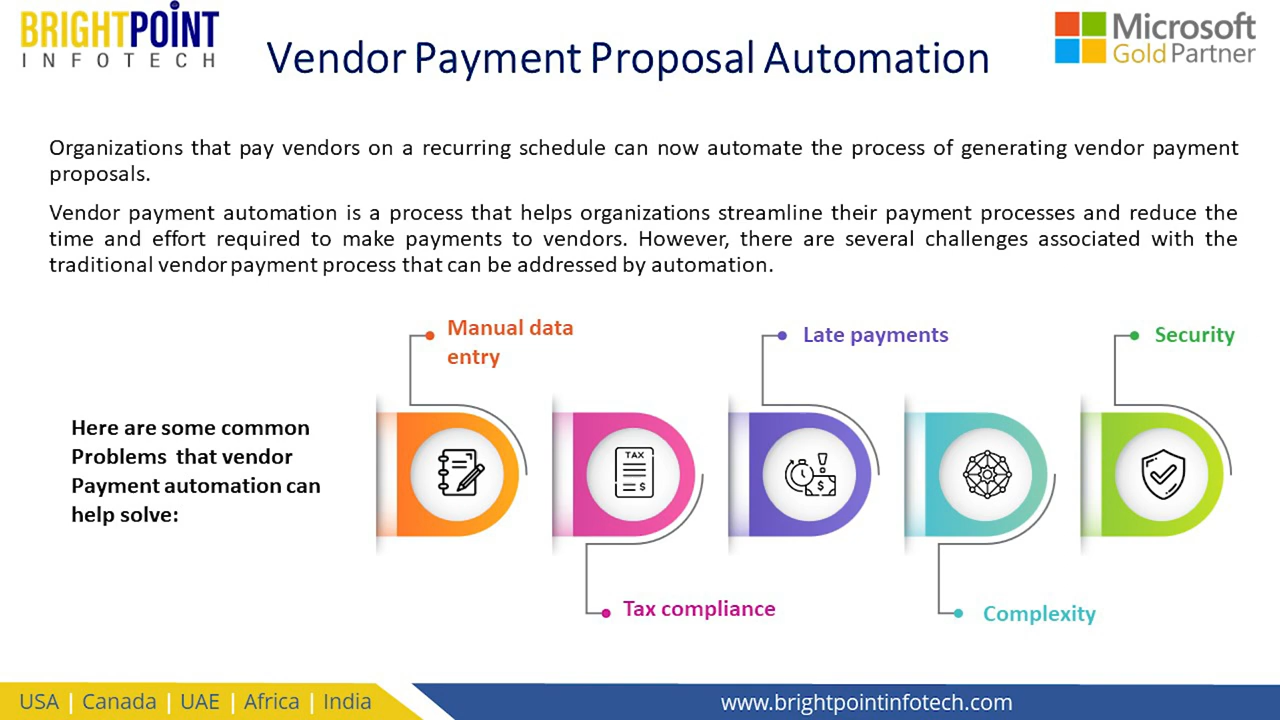 BRIGHTPOINT
INFOTECH
Vendor Payment Proposal Automation
Microsoft
Gold Partner
Organizations that pay vendors on a recurring schedule can now automate the process of generating vendor payment
proposals.
Vendor payment automation is a process that helps organizations streamline their payment processes and reduce the
time and effort required to make payments to vendors. However, there are several challenges associated with the
traditional vendor payment process that can be addressed by automation.
Here are some common
Problems that vendor
Payment automation can
help solve:
Manual data
entry
TAX
$
Tax compliance
Late payments
$
Complexity
Security
USA | Canada | UAE | Africa | India
www.brightpointinfotech.com